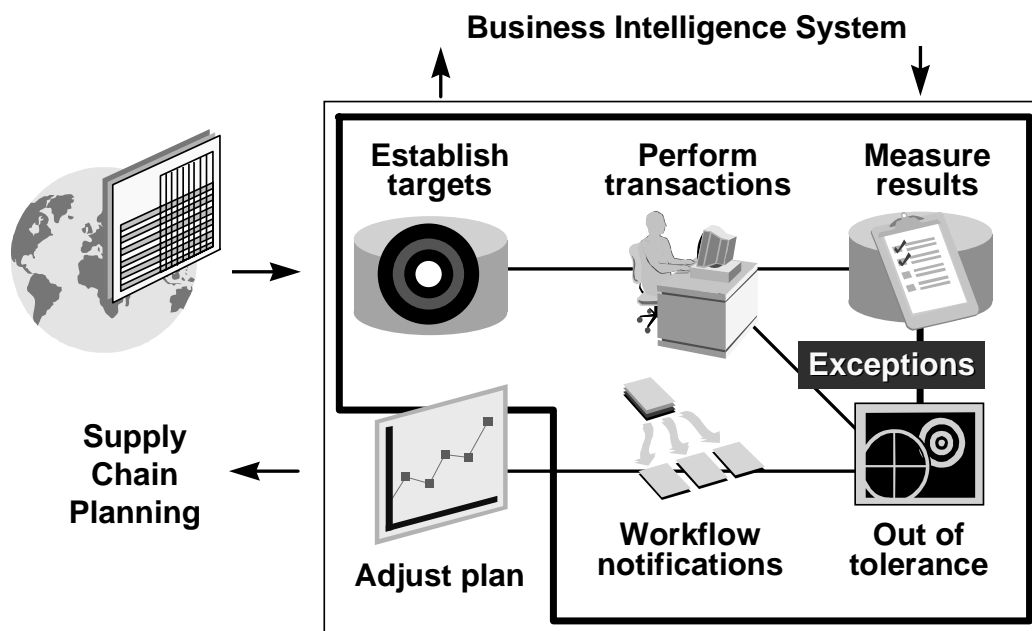 Business Intelligence System
Establish
targets
Perform
transactions
Measure
results
Exceptions
Supply
Chain
Planning
Adjust plan
Workflow
notifications
Out of
tolerance